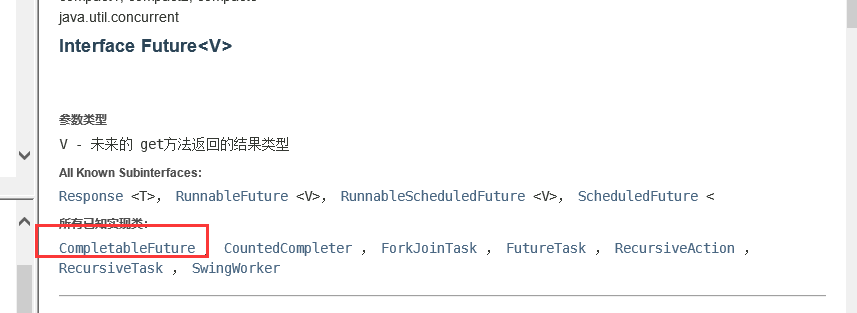 java.util.concurrent
Interface Future<V>
参数类型
V - 未来的 get方法返回的结果类型
All Known Subinterfaces:
Response <T>， RunnableFuture <V>， RunnableScheduledFuture <V>， ScheduledFuture <
所有已知实现类:
CompletableFuture CountedCompleter ， ForkJoinTask ， FutureTask ， RecursiveAction ，
RecursiveTask ， SwingWorker